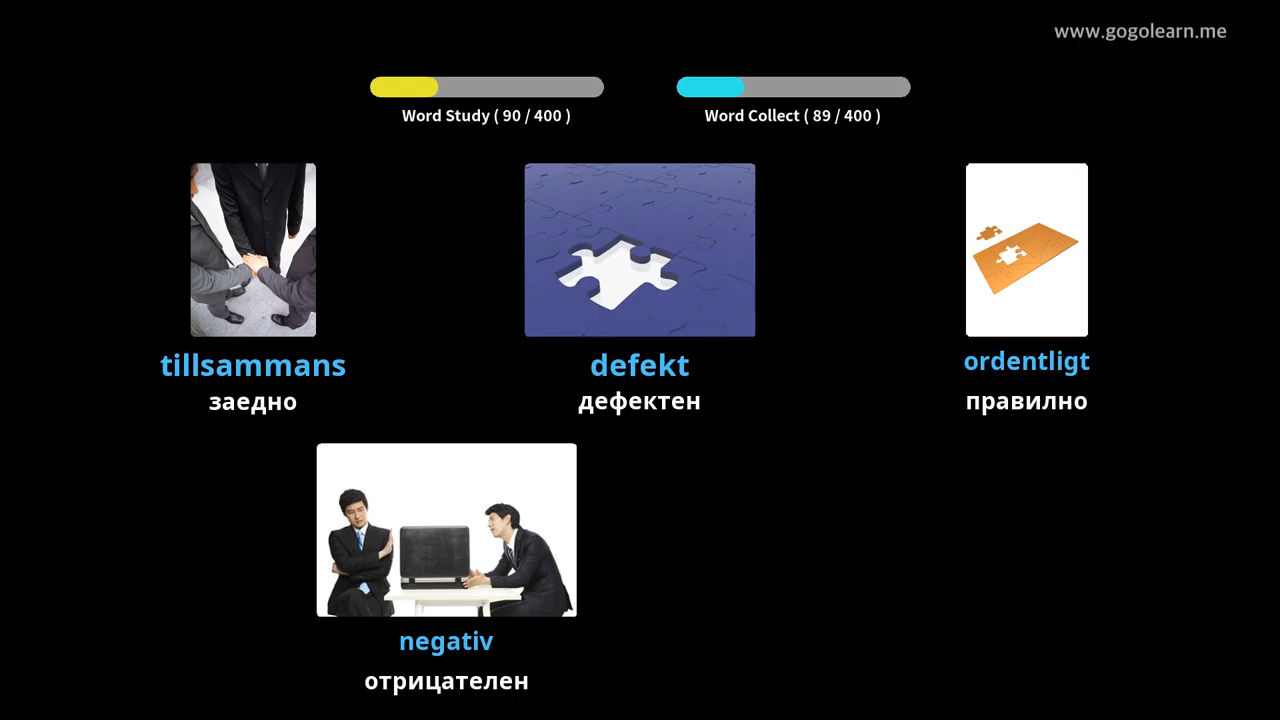 www.gogolearn.me
Word Study ( 90 / 400 )
Word Collect ( 89 / 400 )
tillsammans
заедно
defekt
дефектен
ordentligt
правилно
negativ
отрицателен